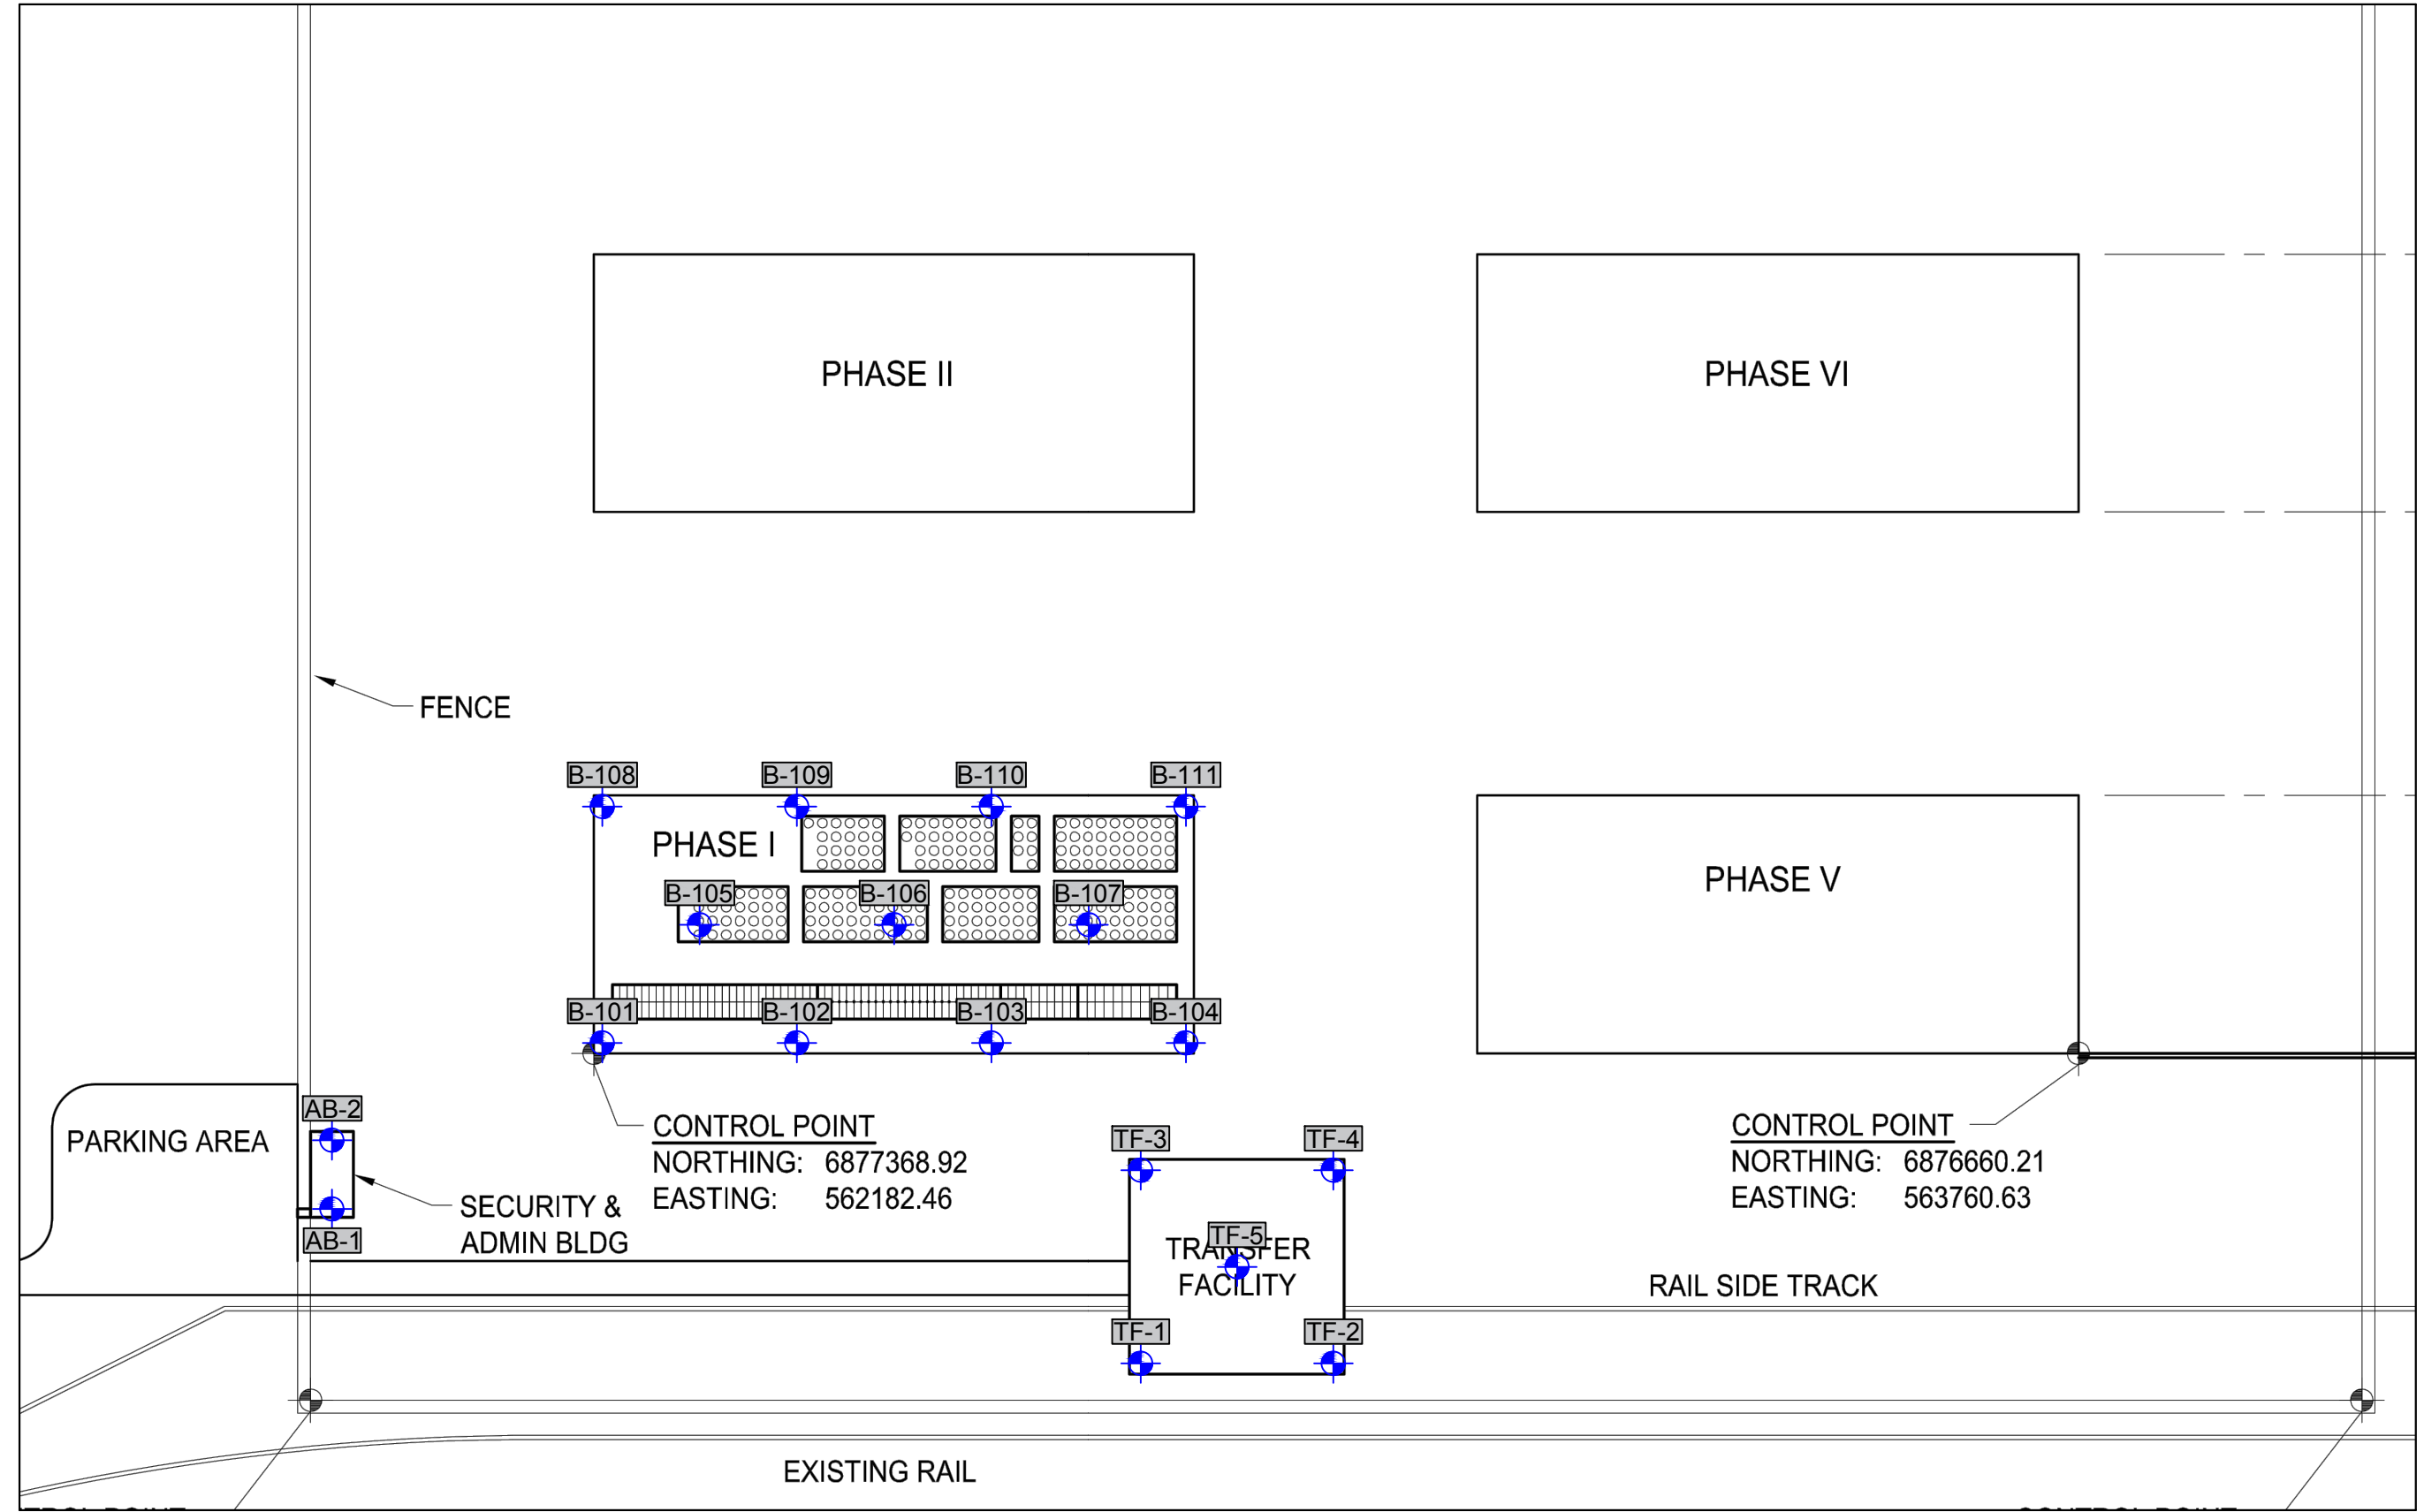 PHASE II
PHASE VI
FENCE
B-108
B-109
B-110
B-111
PHASE I
PHASE V
B-105
B-106
B-107
B-101
B-102
B-103
B-104
AB-2
PARKING AREA
AB-1
SECURITY &
ADMIN BLDG
CONTROL POINT
NORTHING: 6877368.92
EASTING: 562182.46
CONTROL POINT
NORTHING: 6876660.21
EASTING: 563760.63
TF-3
TF-4
TF-5
TRANSFER
FACILITY
RAIL SIDE TRACK
TF-1
TF-2
EXISTING RAIL